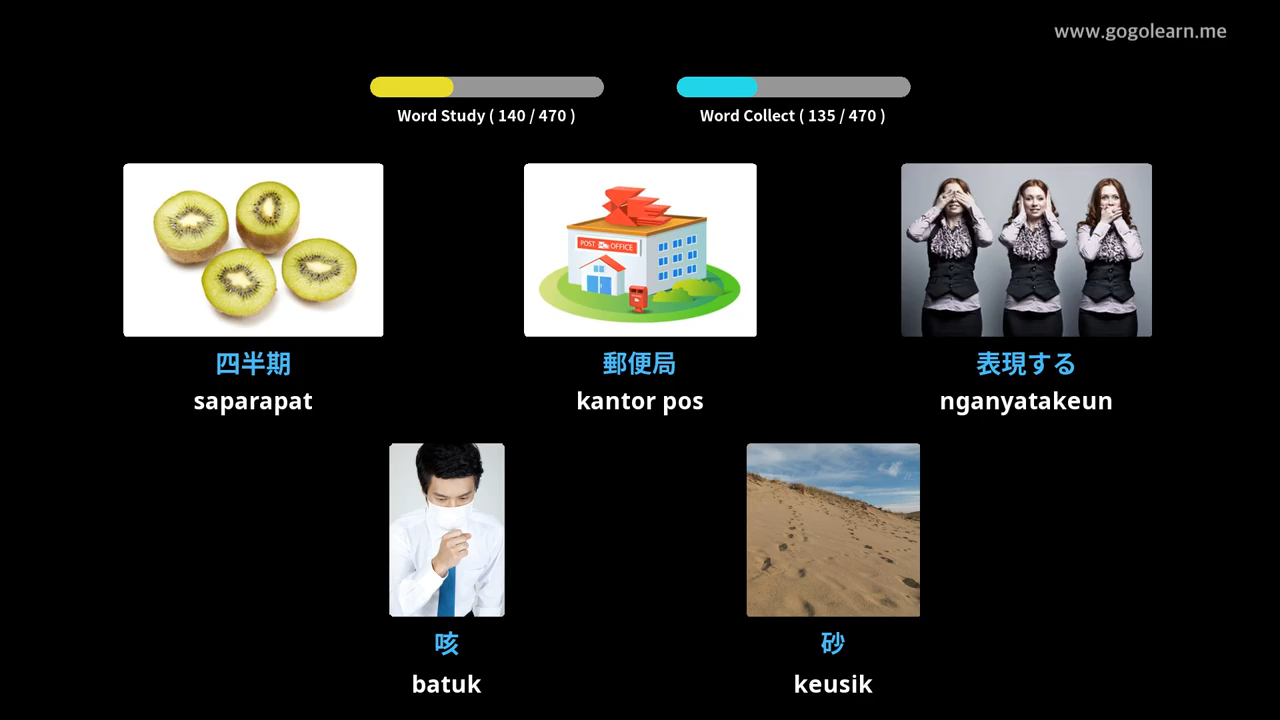 www.gogolearn.me
Word Study ( 140 / 470 )
Word Collect ( 135 / 470 )
POST OFFICE
四半期
郵便局
表現する
saparapat
kantor pos
nganyatakeun
咳
砂
batuk
keusik